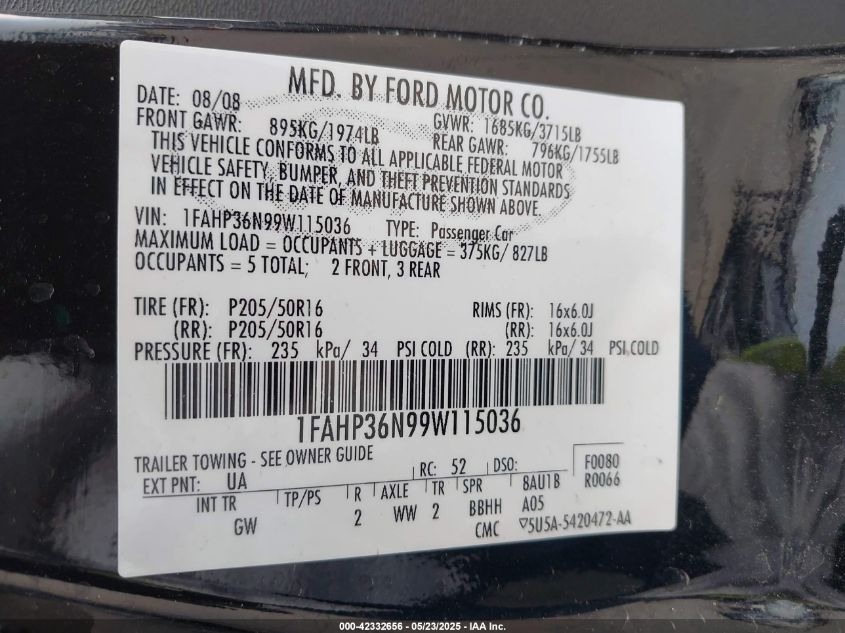 MFD. BY FORD MOTOR CO.
DATE: 08/08 GVWR: 1685KG/3715LB
FRONT GAWR: 895KG/1974LB REAR GAWR: 796KG/1755LB
THIS VEHICLE CONFORMS TO ALL APPLICABLE FEDERAL MOTOR
VEHICLE SAFETY, BUMPER, AND THEFT PREVENTION STANDARDS
IN EFFECT ON THE DATE OF MANUFACTURE SHOWN ABOVE.
VIN: 1FAHP36N99W115036 TYPE: Passenger Car
MAXIMUM LOAD = OCCUPANTS + LUGGAGE = 375KG/ 827LB
OCCUPANTS = 5 TOTAL; 2 FRONT, 3 REAR
TIRE (FR): P205/50R16 RIMS (FR): 16x6.0J
(RR): P205/50R16 (RR): 16x6.0J
PRESSURE (FR): 235 kPa/ 34 PSI COLD (RR): 235 kPa/ 34 PSI COLD
1FAHP36N99W115036
TRAILER TOWING - SEE OWNER GUIDE
EXT PNT: UA RC: 52 DSO: F0080
R0066
INT TR TP/PS R AXLE TR SPR 8AU1B
GW 2 WW 2 BBHH A05
CMC 5U5A-5420472-AA
000-42332656 - 05/23/2025 - IAA Inc.